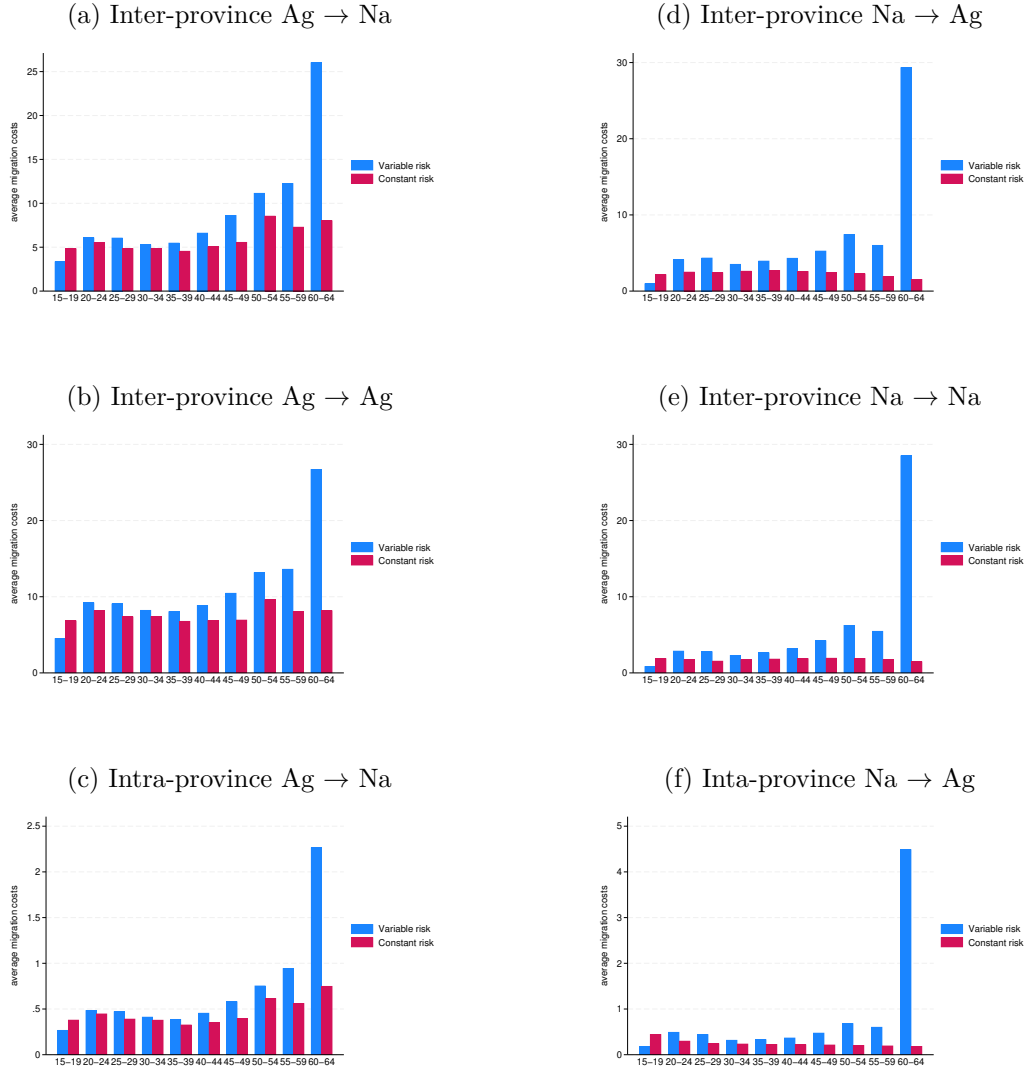 (a) Inter-province Ag → Na
average migration costs
25
20
15
10
5
0
15−19 20−24 25−29 30−34 35−39 40−44 45−49 50−54 55−59 60−64
Variable risk
Constant risk
(d) Inter-province Na → Ag
average migration costs
30
20
10
0
15−19 20−24 25−29 30−34 35−39 40−44 45−49 50−54 55−59 60−64
Variable risk
Constant risk
(b) Inter-province Ag → Ag
average migration costs
30
20
10
0
15−19 20−24 25−29 30−34 35−39 40−44 45−49 50−54 55−59 60−64
Variable risk
Constant risk
(e) Inter-province Na → Na
average migration costs
30
20
10
0
15−19 20−24 25−29 30−34 35−39 40−44 45−49 50−54 55−59 60−64
Variable risk
Constant risk
(c) Intra-province Ag → Na
average migration costs
2.5
2
1.5
1
.5
0
15−19 20−24 25−29 30−34 35−39 40−44 45−49 50−54 55−59 60−64
Variable risk
Constant risk
(f) Inta-province Na → Ag
average migration costs
5
4
3
2
1
0
15−19 20−24 25−29 30−34 35−39 40−44 45−49 50−54 55−59 60−64
Variable risk
Constant risk